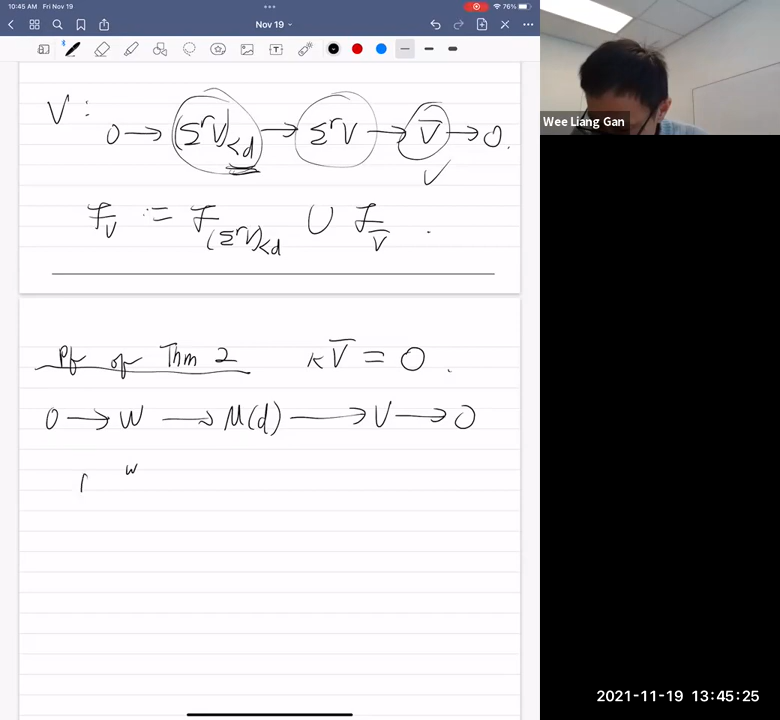 10:45 AM Fri Nov 19
76%
Nov 19
V :
0 → (Σ^r V)_{<d} → Σ^r V → V̄ → 0.
✓
F_V := F_{(Σ^r V)_{<d}} ∪ F_{V̄} .
Pf of Thm 2 κV̄ = 0 .
0 → W → M(d) → V → 0
Γ W
Wee Liang Gan
2021-11-19 13:45:25